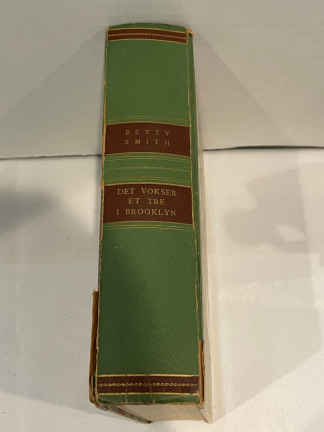 BETTY
SMITH
DET VOKSER
ET TRE
I BROOKLYN